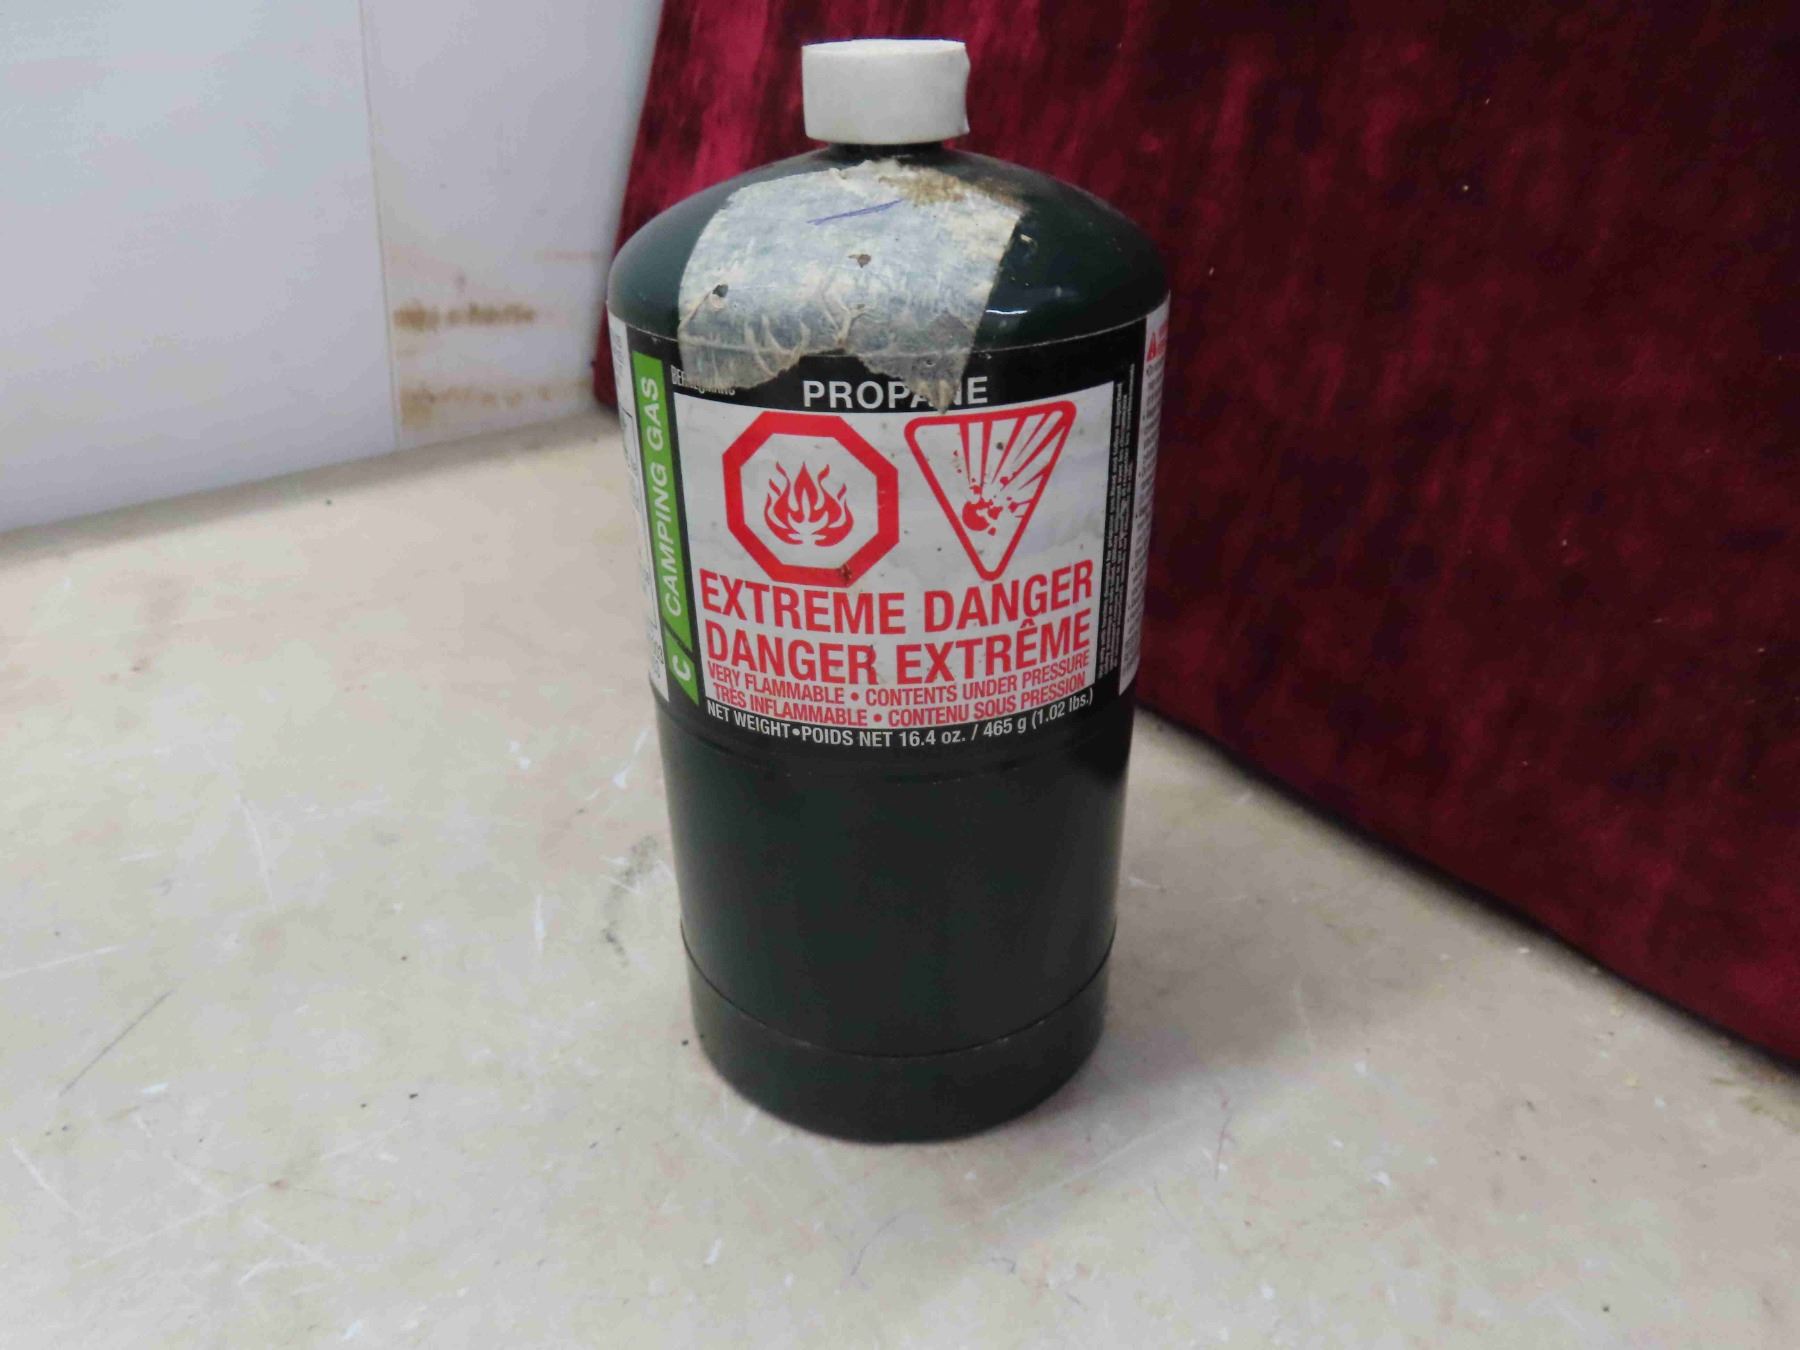 PROPANE
C / CAMPING GAS
EXTREME DANGER
DANGER EXTRÊME
VERY FLAMMABLE • CONTENTS UNDER PRESSURE
TRÈS INFLAMMABLE • CONTENU SOUS PRESSION
NET WEIGHT•POIDS NET 16.4 oz. / 465 g (1.02 lbs.)